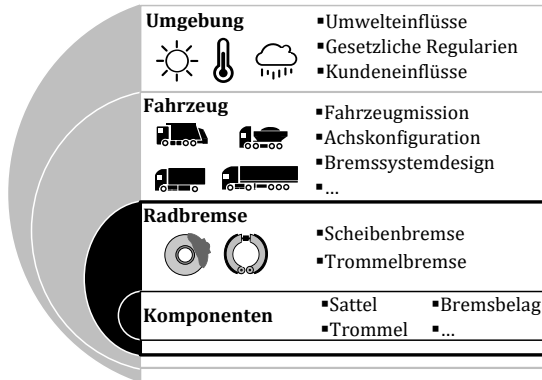 Umgebung
▪Umwelteinflüsse
▪Gesetzliche Regularien
▪Kundeneinflüsse
Fahrzeug
▪Fahrzeugmission
▪Achskonfiguration
▪Bremssystemdesign
▪...
Radbremse
▪Scheibenbremse
▪Trommelbremse
Komponenten
▪Sattel ▪Bremsbelag
▪Trommel ▪...